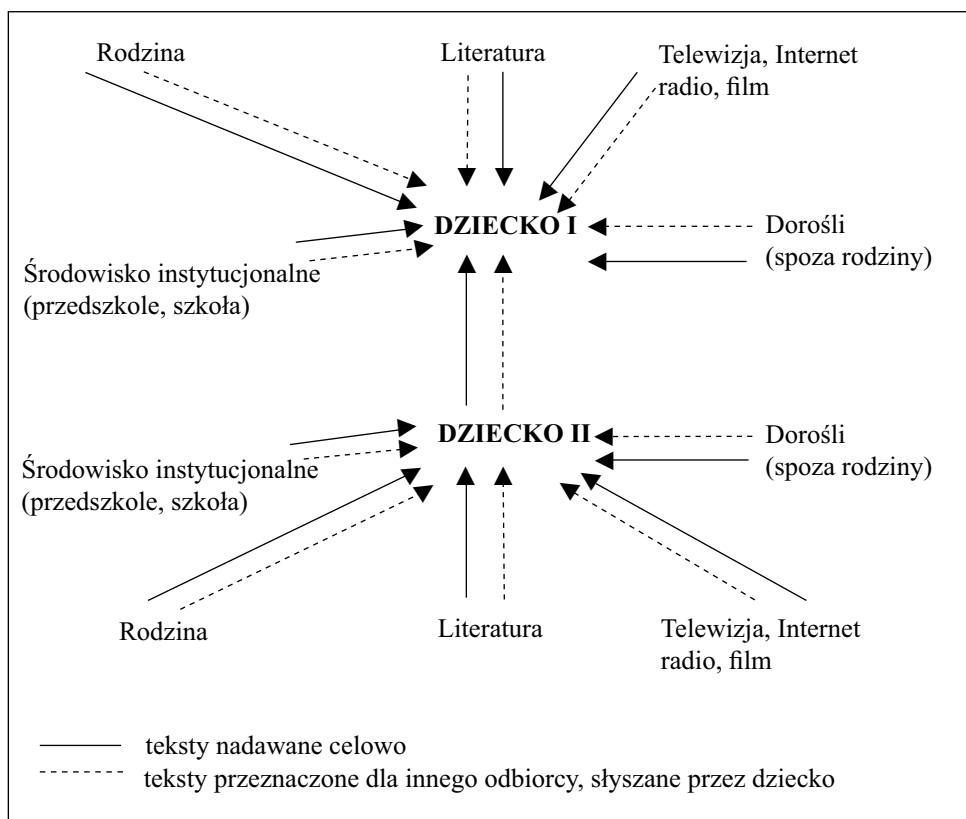 Rodzina
Literatura
Telewizja, Internet
radio, film
DZIECKO I
Dorośli
(spoza rodziny)
Środowisko instytucjonalne
(przedszkole, szkoła)
DZIECKO II
Dorośli
(spoza rodziny)
Środowisko instytucjonalne
(przedszkole, szkoła)
Rodzina
Literatura
Telewizja, Internet
radio, film
teksty nadawane celowo
teksty przeznaczone dla innego odbiorcy, słyszane przez dziecko